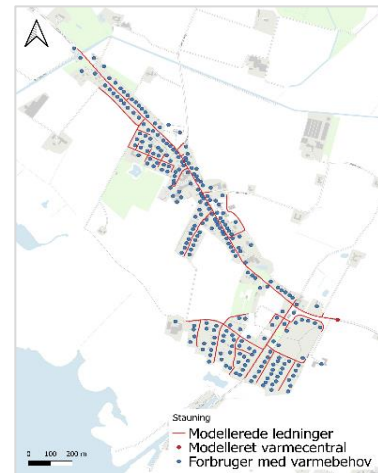 Stauning
Modellerede ledninger
Modelleret varmecentral
Forbruger med varmebehov
0 100 200 m